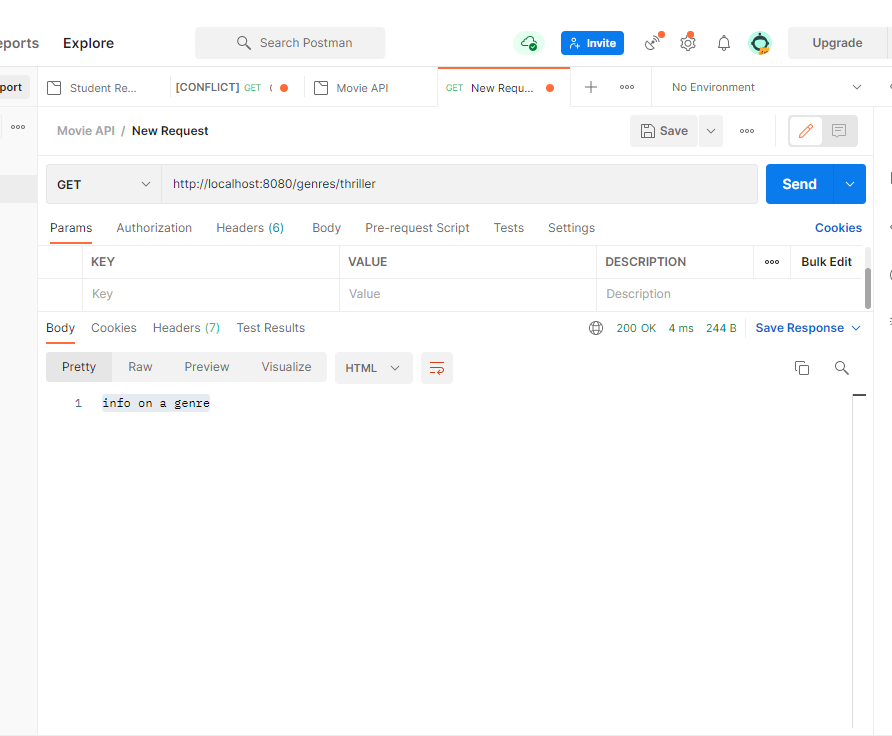 eports Explore Search Postman Invite Upgrade
port Student Re... [CONFLICT] GET Movie API GET New Requ... No Environment
Movie API / New Request Save
GET http://localhost:8080/genres/thriller Send
Params Authorization Headers (6) Body Pre-request Script Tests Settings Cookies
KEY VALUE DESCRIPTION Bulk Edit
Key Value Description
Body Cookies Headers (7) Test Results 200 OK 4 ms 244 B Save Response
Pretty Raw Preview Visualize HTML
1 info on a genre